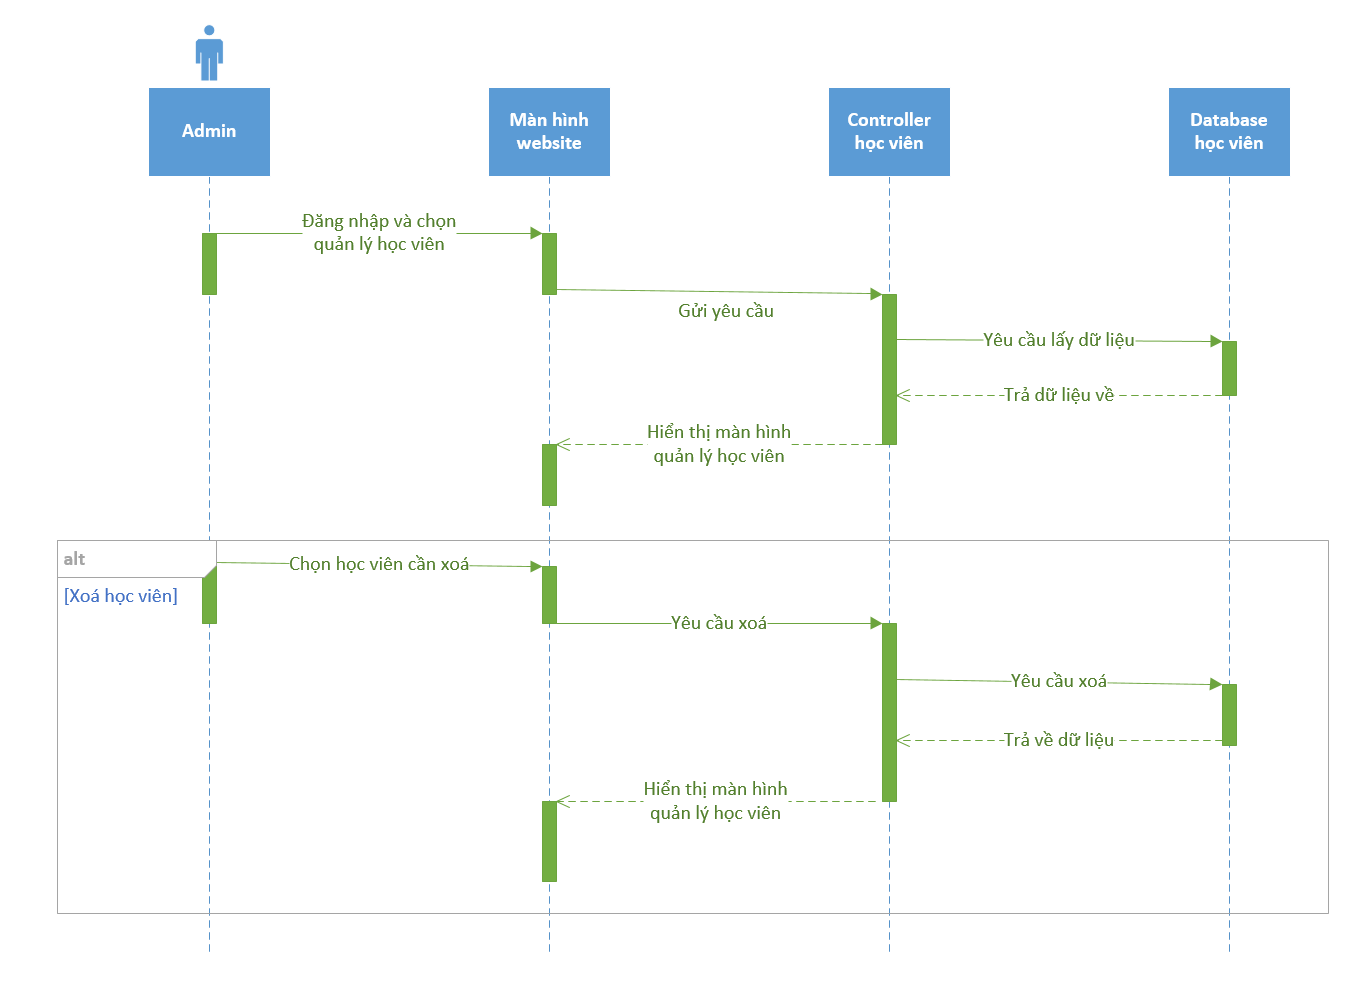 Admin
Màn hình
website
Controller
học viên
Database
học viên
Đăng nhập và chọn
quản lý học viên
Gửi yêu cầu
Yêu cầu lấy dữ liệu
Trả dữ liệu về
Hiển thị màn hình
quản lý học viên
alt
Chọn học viên cần xoá
[Xoá học viên]
Yêu cầu xoá
Yêu cầu xoá
Trả về dữ liệu
Hiển thị màn hình
quản lý học viên